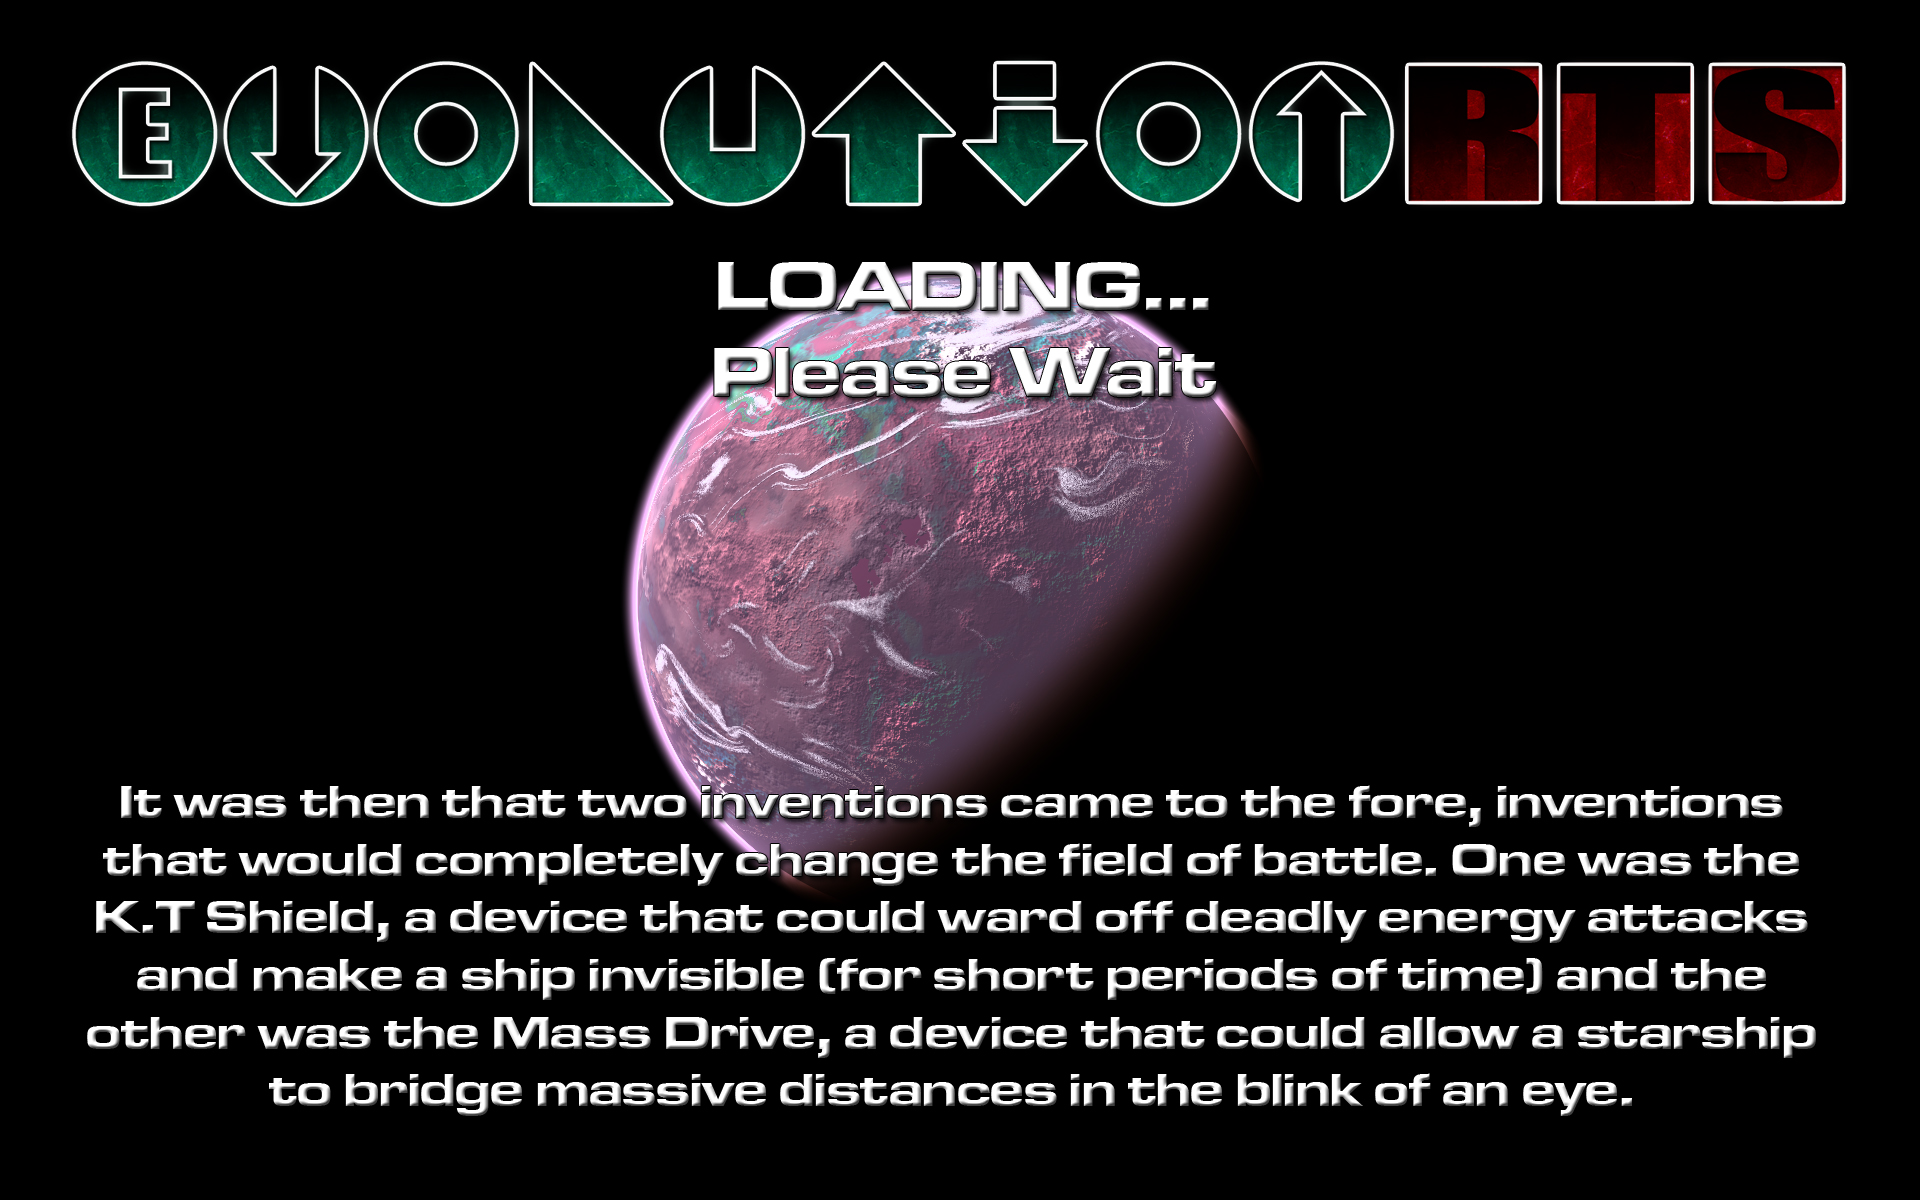 EVOLUTION RTS
LOADING...
Please Wait
It was then that two inventions came to the fore, inventions
that would completely change the field of battle. One was the
K.T Shield, a device that could ward off deadly energy attacks
and make a ship invisible (for short periods of time) and the
other was the Mass Drive, a device that could allow a starship
to bridge massive distances in the blink of an eye.